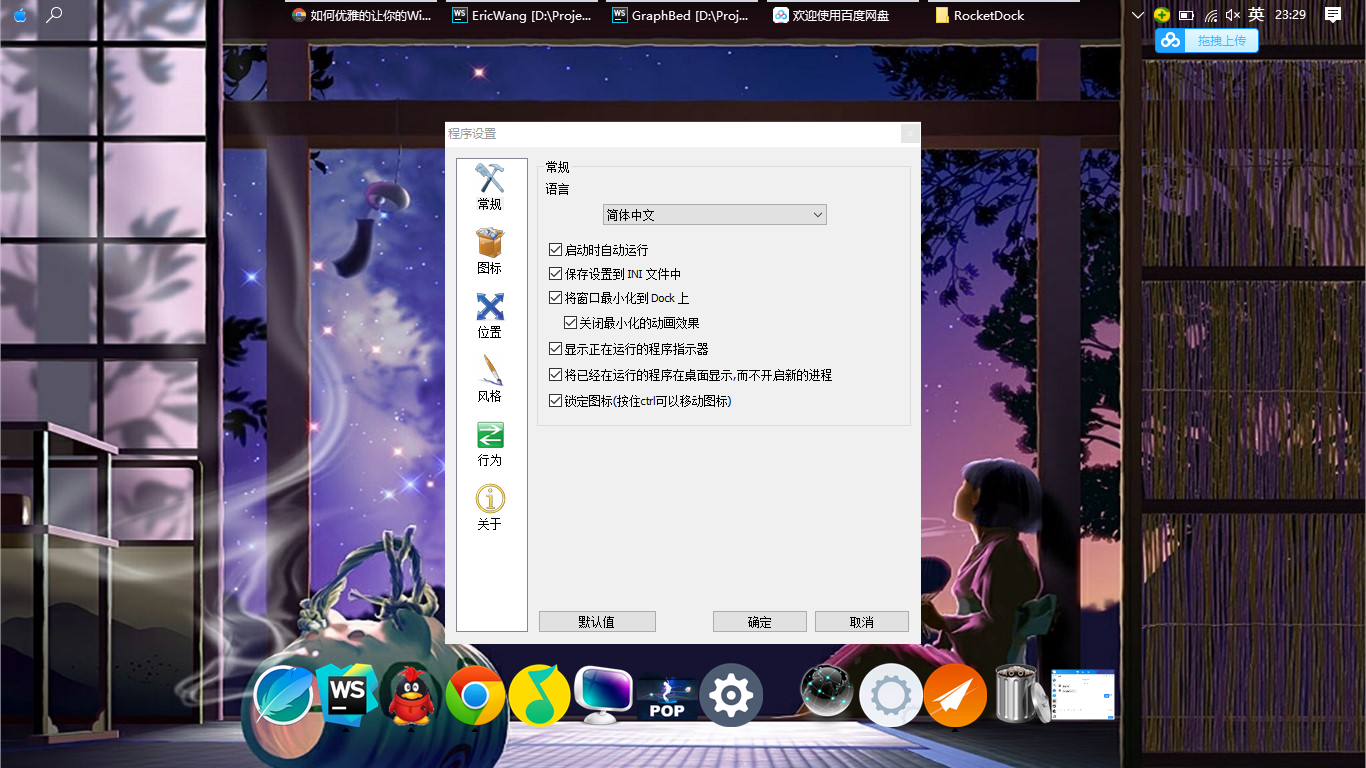 如何优雅的让你的Wi...
EricWang [D:\Proje...
GraphBed [D:\Proj...
欢迎使用百度网盘
RocketDock
英
23:29
拖拽上传
程序设置
常规
图标
位置
风格
行为
关于
常规
语言
简体中文
启动时自动运行
保存设置到 INI 文件中
将窗口最小化到 Dock 上
关闭最小化的动画效果
显示正在运行的程序指示器
将已经在运行的程序在桌面显示,而不开启新的进程
锁定图标(按住ctrl可以移动图标)
默认值
确定
取消
WS
POP